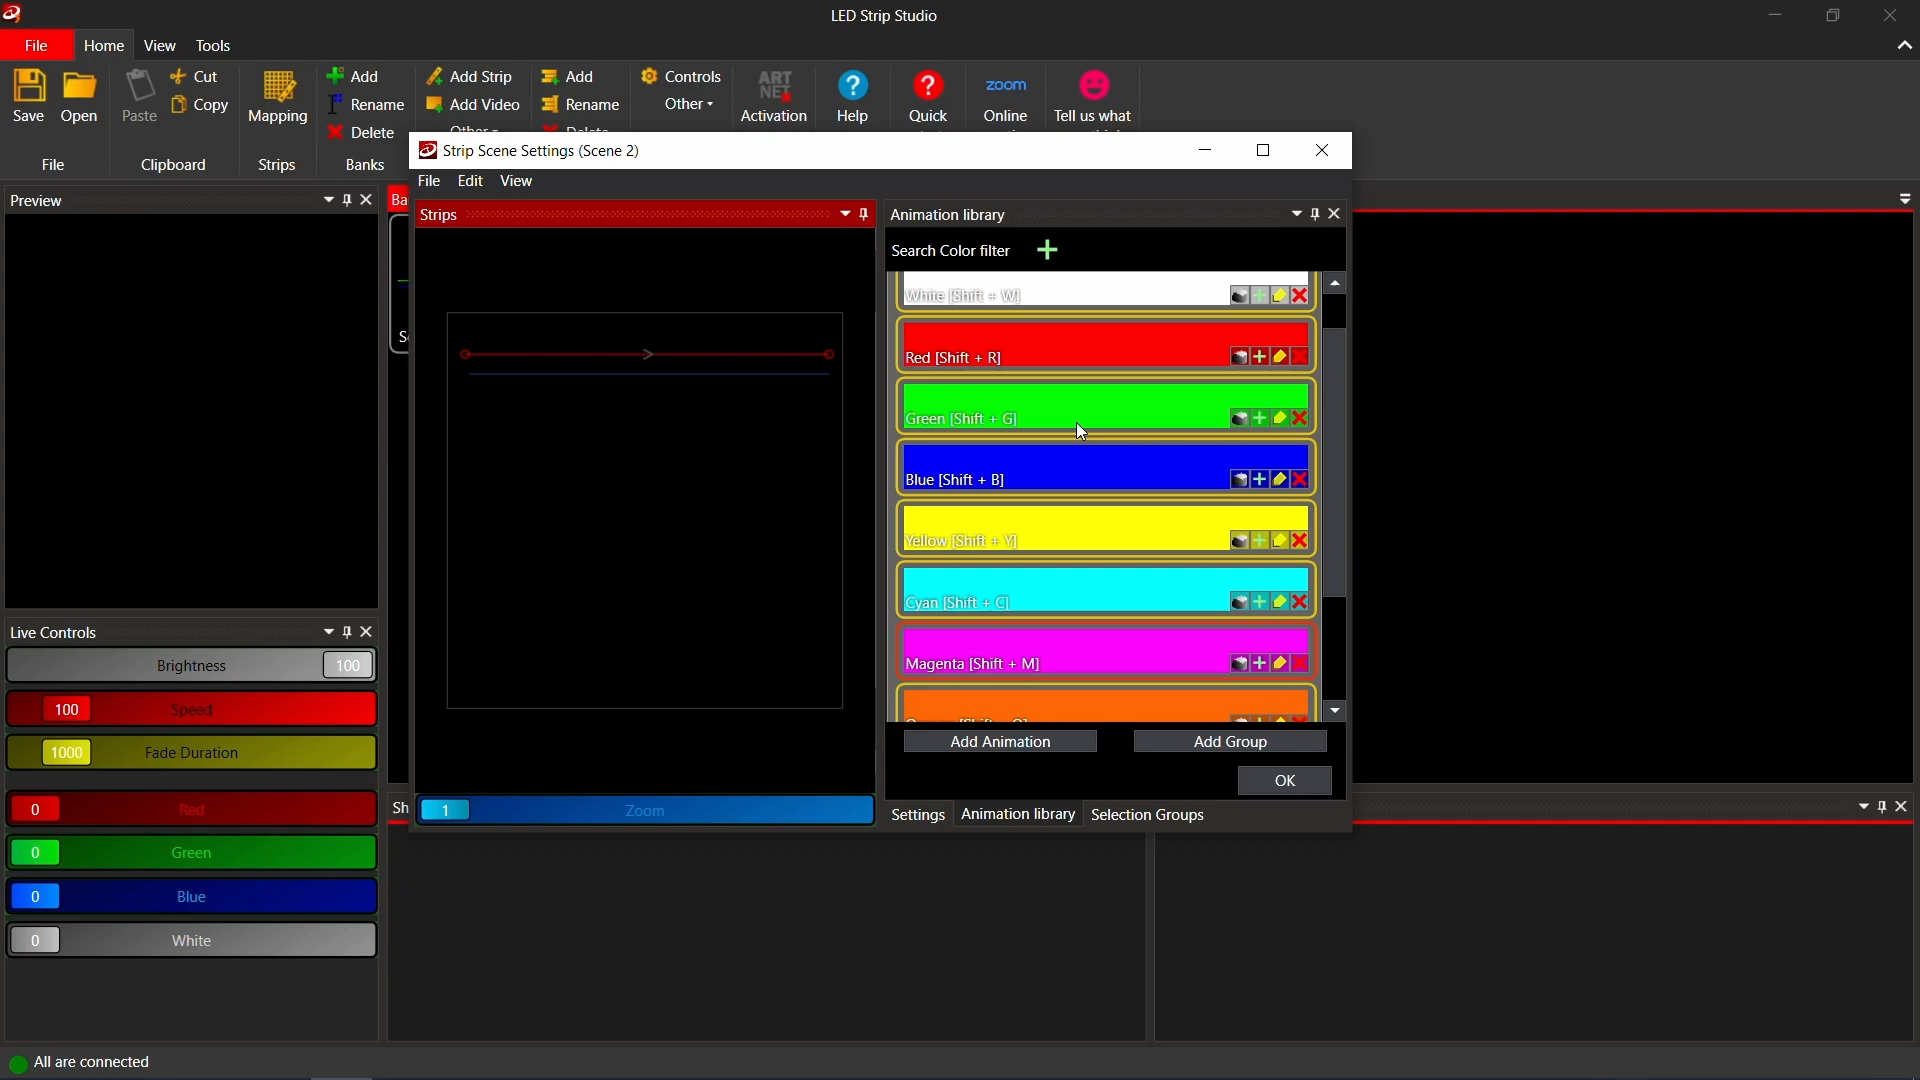 LED Strip Studio
File Home View Tools
Save Open Paste Cut Copy Mapping Add Rename Delete Add Strip Add Video Other Add Rename Delete Controls Other Activation Help Quick Online Tell us what
ART NET zoom
File Clipboard Strips Banks
Strip Scene Settings (Scene 2)
File Edit View
Preview
Strips
Animation library
Search Color filter
White [Shift + W]
Red [Shift + R]
Green [Shift + G]
Blue [Shift + B]
Yellow [Shift + Y]
Cyan [Shift + C]
Magenta [Shift + M]
Add Animation Add Group
OK
1 Zoom
Settings Animation library Selection Groups
Live Controls
Brightness 100
100 Speed
1000 Fade Duration
0 Red
0 Green
0 Blue
0 White
All are connected